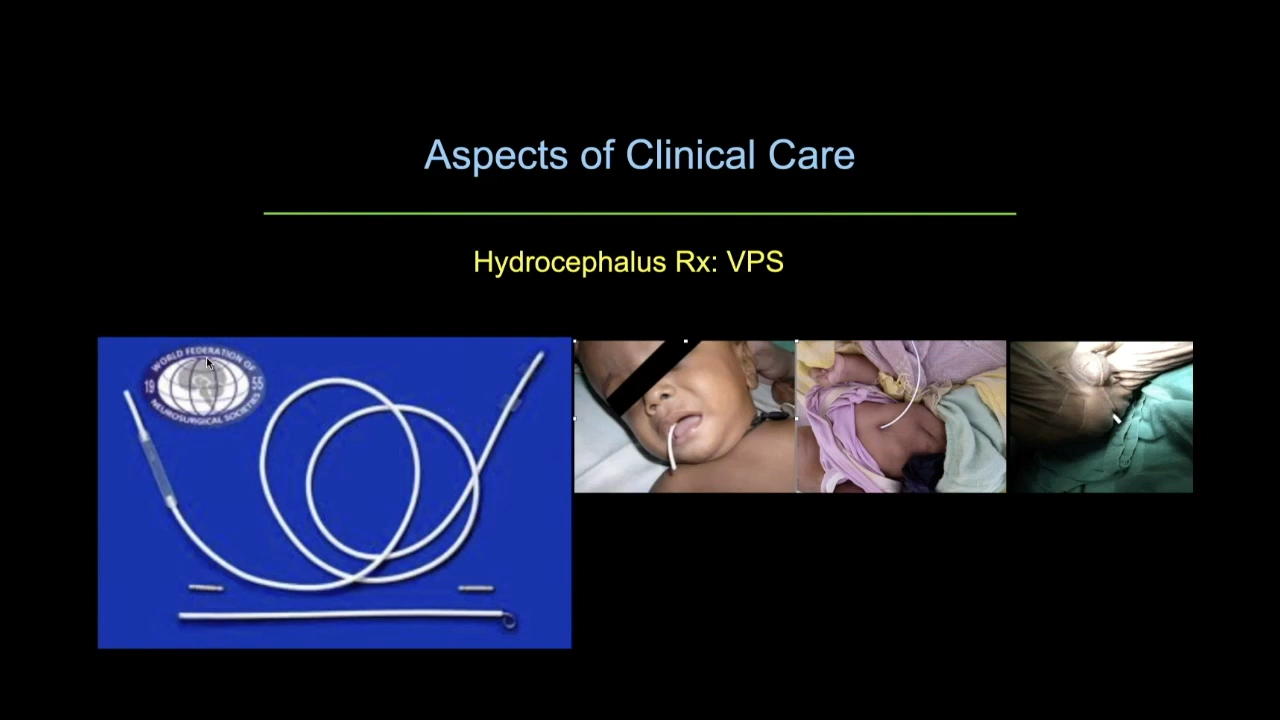 Aspects of Clinical Care
Hydrocephalus Rx: VPS
WORLD FEDERATION OF
19 55
NEUROSURGICAL SOCIETIES